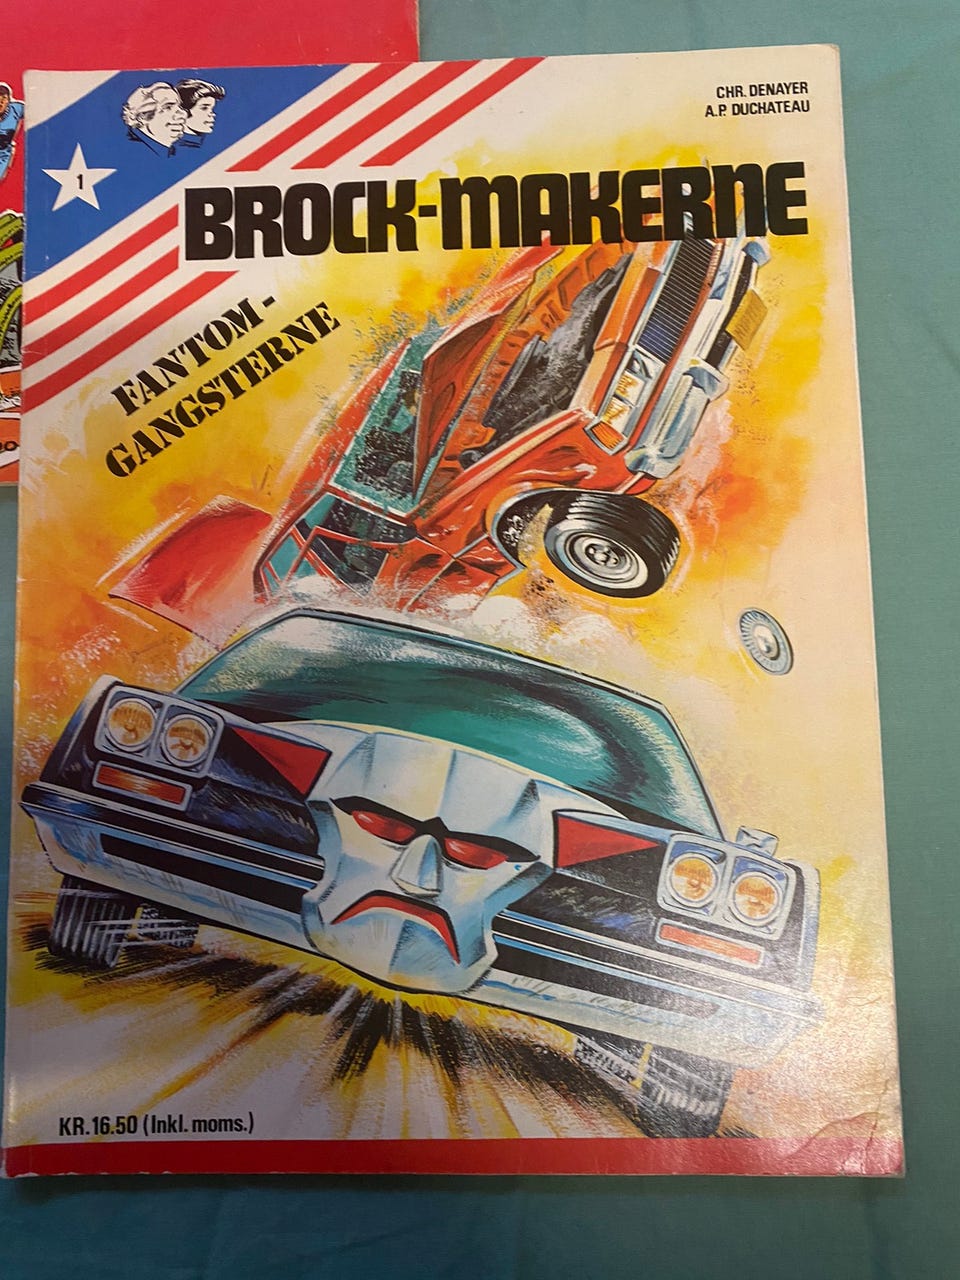 CHR. DENAYER
A.P. DUCHATEAU
1
BROCK-MAKERNE
FANTOM-
GANGSTERNE
KR.16.50 (Inkl. moms.)